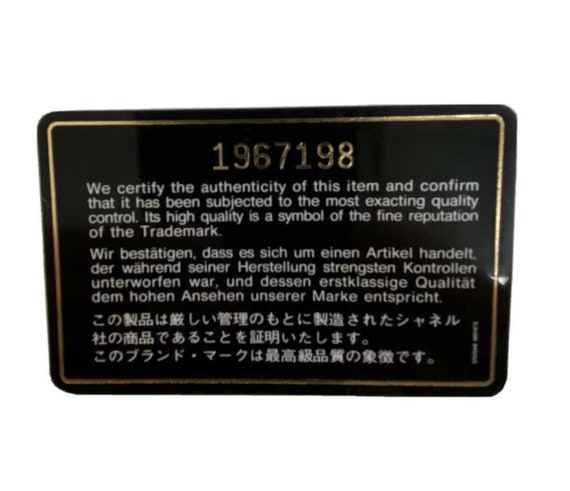 1967198
We certify the authenticity of this item and confirm
that it has been subjected to the most exacting quality
control. Its high quality is a symbol of the fine reputation
of the Trademark.
Wir bestätigen, dass es sich um einen Artikel handelt,
der während seiner Herstellung strengsten Kontrollen
unterworfen war, und dessen erstklassige Qualität
dem hohen Ansehen unserer Marke entspricht.
この製品は厳しい管理のもとに製造されたシャネル
社の商品であることを証明いたします。
このブランド・マークは最高級品質の象徴です。